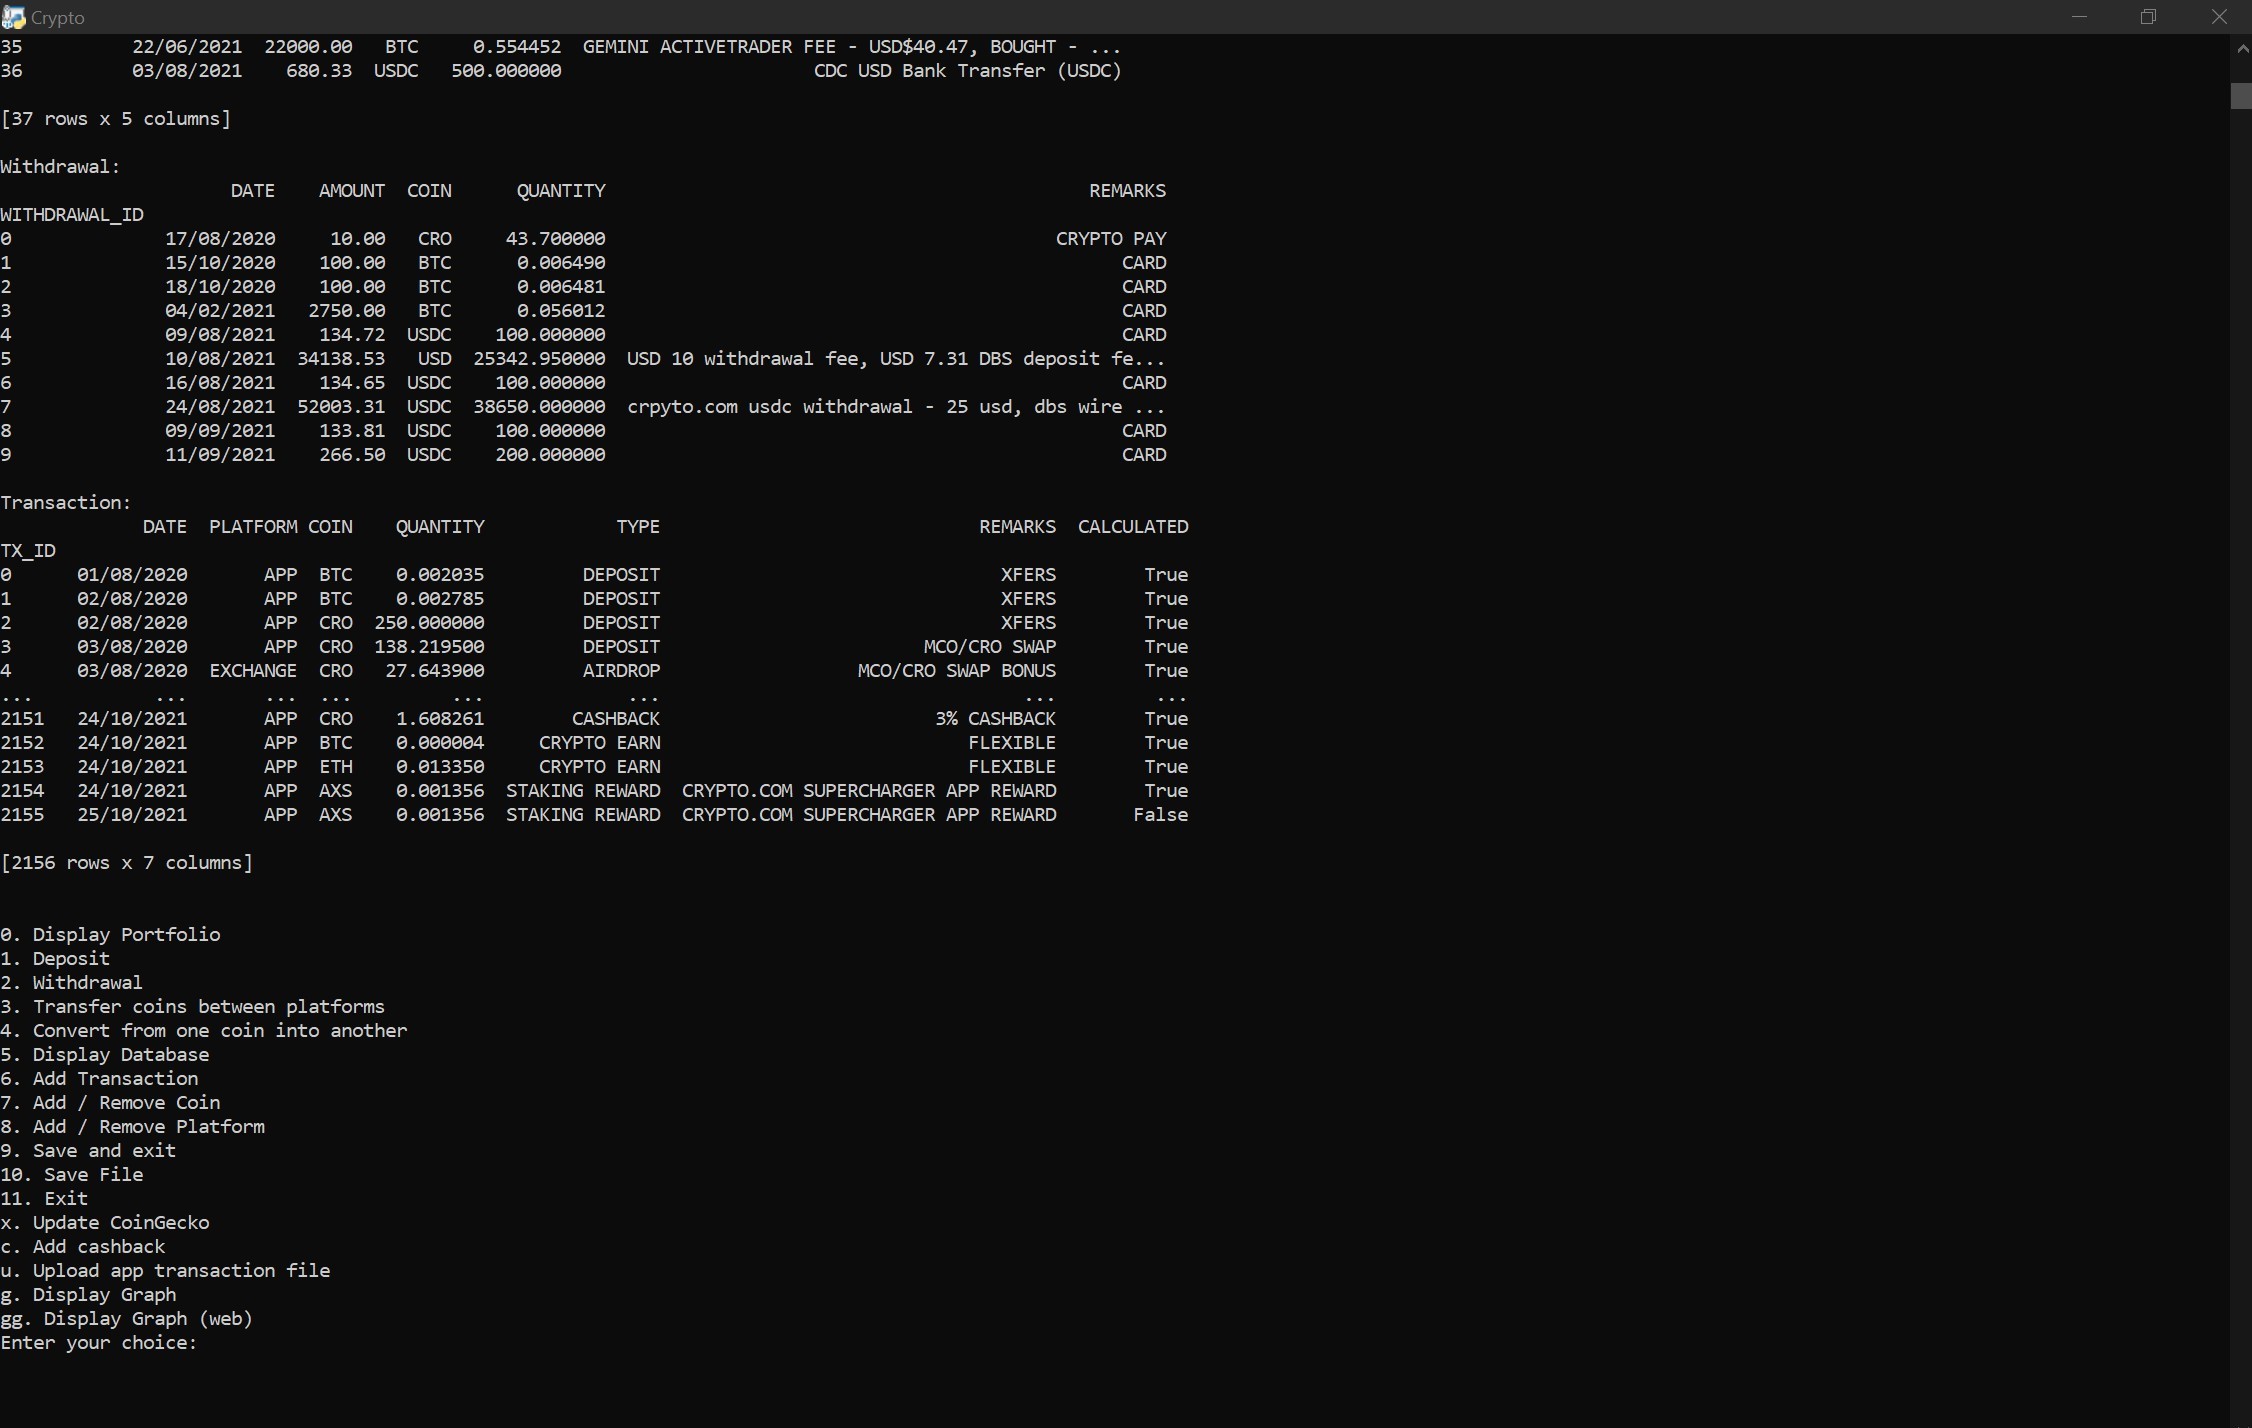 Crypto
35          22/06/2021  22000.00   BTC     0.554452  GEMINI ACTIVETRADER FEE - USD$40.47, BOUGHT - ...
36          03/08/2021    680.33  USDC   500.000000                       CDC USD Bank Transfer (USDC)
[37 rows x 5 columns]
Withdrawal:
DATE    AMOUNT  COIN      QUANTITY                                            REMARKS
WITHDRAWAL_ID
0              17/08/2020     10.00   CRO     43.700000                                         CRYPTO PAY
1              15/10/2020    100.00   BTC      0.006490                                               CARD
2              18/10/2020    100.00   BTC      0.006481                                               CARD
3              04/02/2021   2750.00   BTC      0.056012                                               CARD
4              09/08/2021    134.72  USDC    100.000000                                               CARD
5              10/08/2021  34138.53   USD  25342.950000  USD 10 withdrawal fee, USD 7.31 DBS deposit fe...
6              16/08/2021    134.65  USDC    100.000000                                               CARD
7              24/08/2021  52003.31  USDC  38650.000000  crpyto.com usdc withdrawal - 25 usd, dbs wire ...
8              09/09/2021    133.81  USDC    100.000000                                               CARD
9              11/09/2021    266.50  USDC    200.000000                                               CARD
Transaction:
DATE  PLATFORM COIN    QUANTITY            TYPE                             REMARKS  CALCULATED
TX_ID
0      01/08/2020       APP  BTC    0.002035         DEPOSIT                               XFERS        True
1      02/08/2020       APP  BTC    0.002785         DEPOSIT                               XFERS        True
2      02/08/2020       APP  CRO  250.000000         DEPOSIT                               XFERS        True
3      03/08/2020       APP  CRO  138.219500         DEPOSIT                        MCO/CRO SWAP        True
4      03/08/2020  EXCHANGE  CRO   27.643900         AIRDROP                  MCO/CRO SWAP BONUS        True
...           ...       ...  ...         ...             ...                                 ...         ...
2151   24/10/2021       APP  CRO    1.608261        CASHBACK                         3% CASHBACK        True
2152   24/10/2021       APP  BTC    0.000004     CRYPTO EARN                            FLEXIBLE        True
2153   24/10/2021       APP  ETH    0.013350     CRYPTO EARN                            FLEXIBLE        True
2154   24/10/2021       APP  AXS    0.001356  STAKING REWARD  CRYPTO.COM SUPERCHARGER APP REWARD        True
2155   25/10/2021       APP  AXS    0.001356  STAKING REWARD  CRYPTO.COM SUPERCHARGER APP REWARD       False
[2156 rows x 7 columns]
0. Display Portfolio
1. Deposit
2. Withdrawal
3. Transfer coins between platforms
4. Convert from one coin into another
5. Display Database
6. Add Transaction
7. Add / Remove Coin
8. Add / Remove Platform
9. Save and exit
10. Save File
11. Exit
x. Update CoinGecko
c. Add cashback
u. Upload app transaction file
g. Display Graph
gg. Display Graph (web)
Enter your choice: